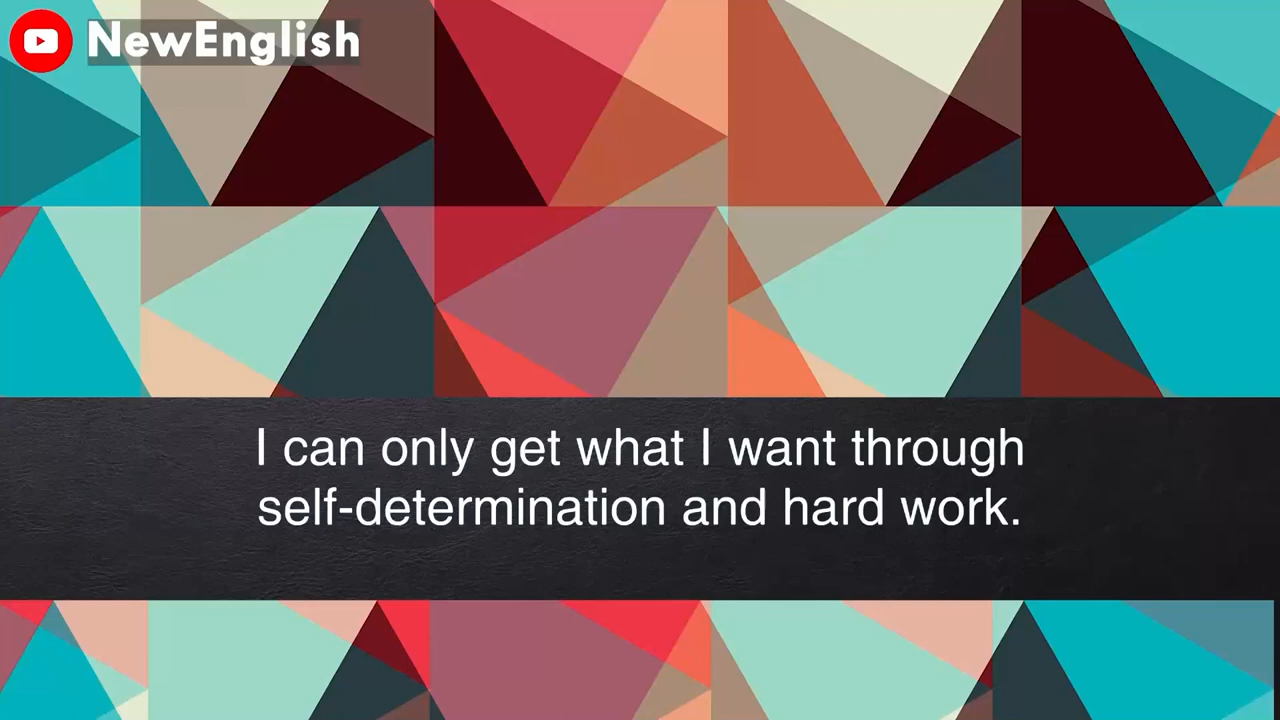 NewEnglish
I can only get what I want through
self-determination and hard work.